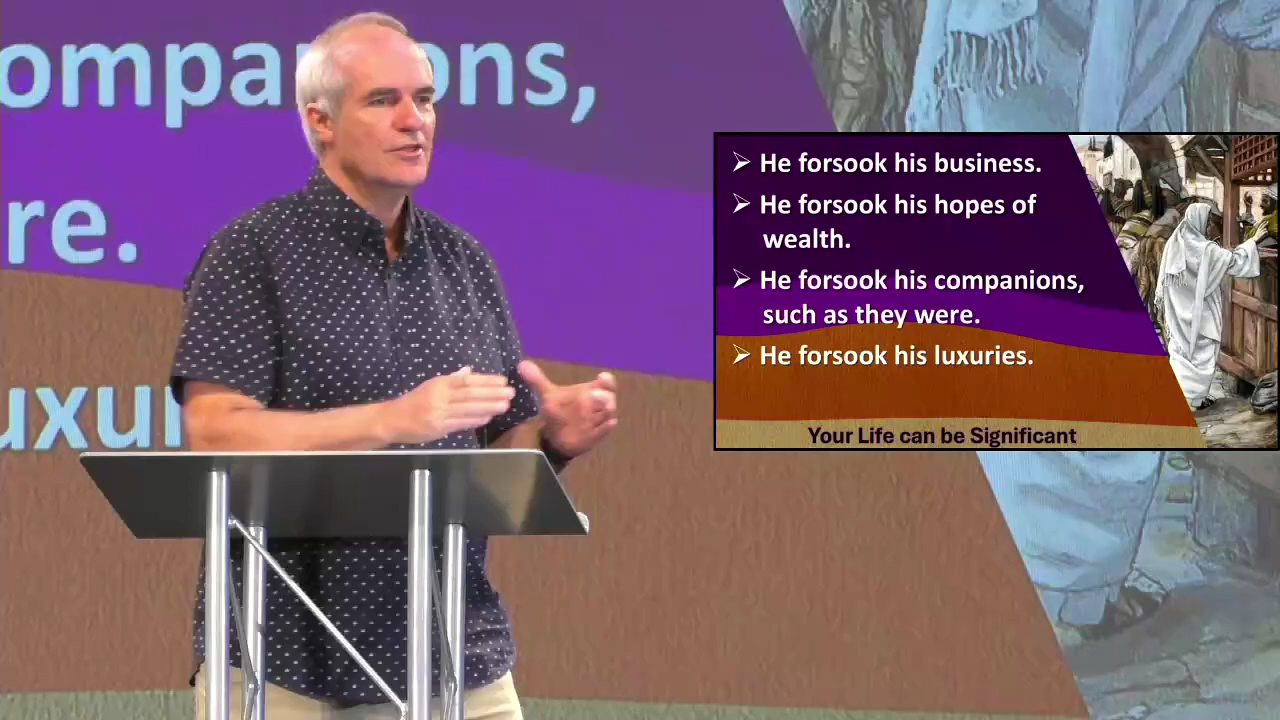 ompa ons,
re.
uxu
➢ He forsook his business.
➢ He forsook his hopes of
wealth.
➢ He forsook his companions,
such as they were.
➢ He forsook his luxuries.
Your Life can be Significant